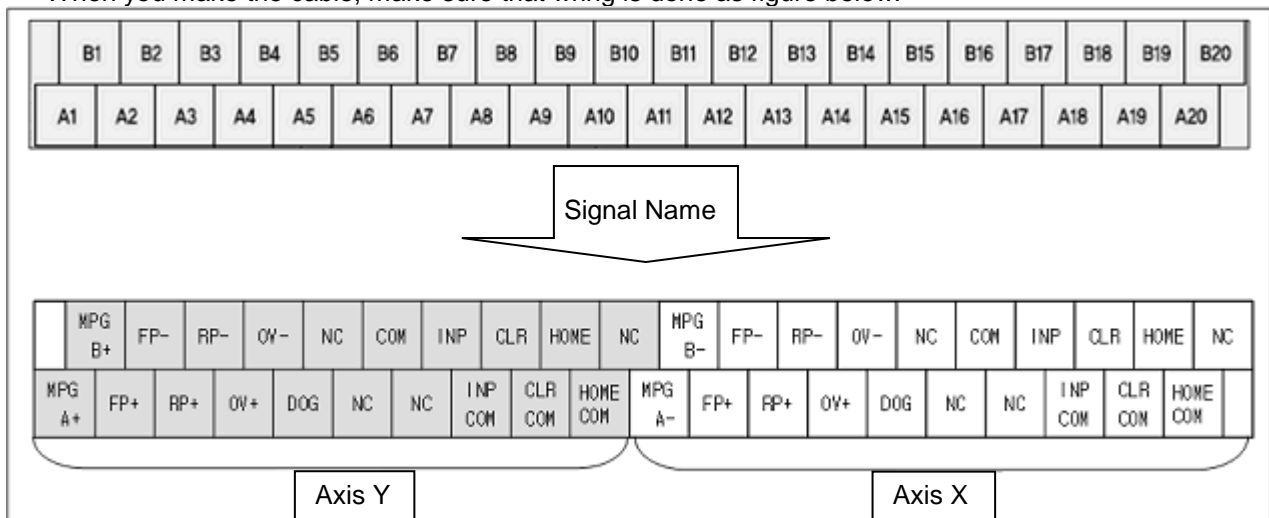 When you make the cable, make sure that wiring is done as figure below.
B1 B2 B3 B4 B5 B6 B7 B8 B9 B10 B11 B12 B13 B14 B15 B16 B17 B18 B19 B20
A1 A2 A3 A4 A5 A6 A7 A8 A9 A10 A11 A12 A13 A14 A15 A16 A17 A18 A19 A20
Signal Name
MPG B+ FP- RP- OV- NC COM INP CLR HOME NC MPG B- FP- RP- OV- NC COM INP CLR HOME NC
MPG A+ FP+ RP+ OV+ DOG NC NC INP COM CLR COM HOME COM MPG A- FP+ RP+ OV+ DOG NC NC INP COM CLR COM HOME COM
Axis Y Axis X